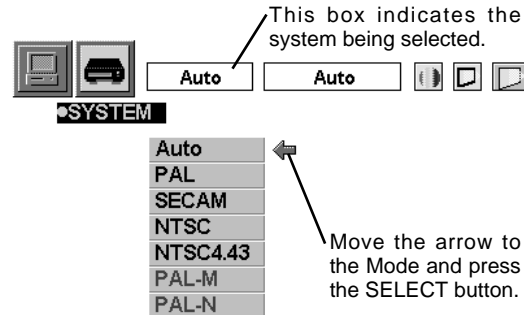 This box indicates the
system being selected.
Auto Auto
●SYSTEM
Auto
PAL
SECAM
NTSC
NTSC4.43
PAL-M
PAL-N
Move the arrow to
the Mode and press
the SELECT button.